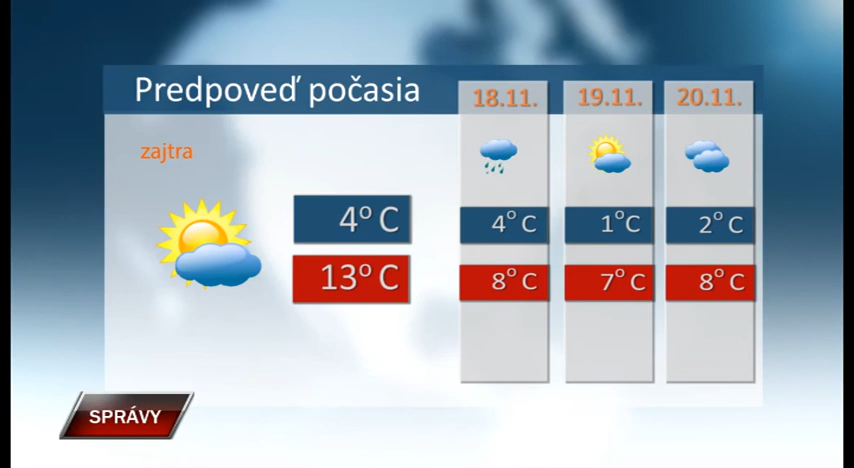 Predpoveď počasia
zajtra
4° C
13° C
18.11. 19.11. 20.11.
4° C 1°C 2° C
8° C 7° C 8° C
SPRÁVY